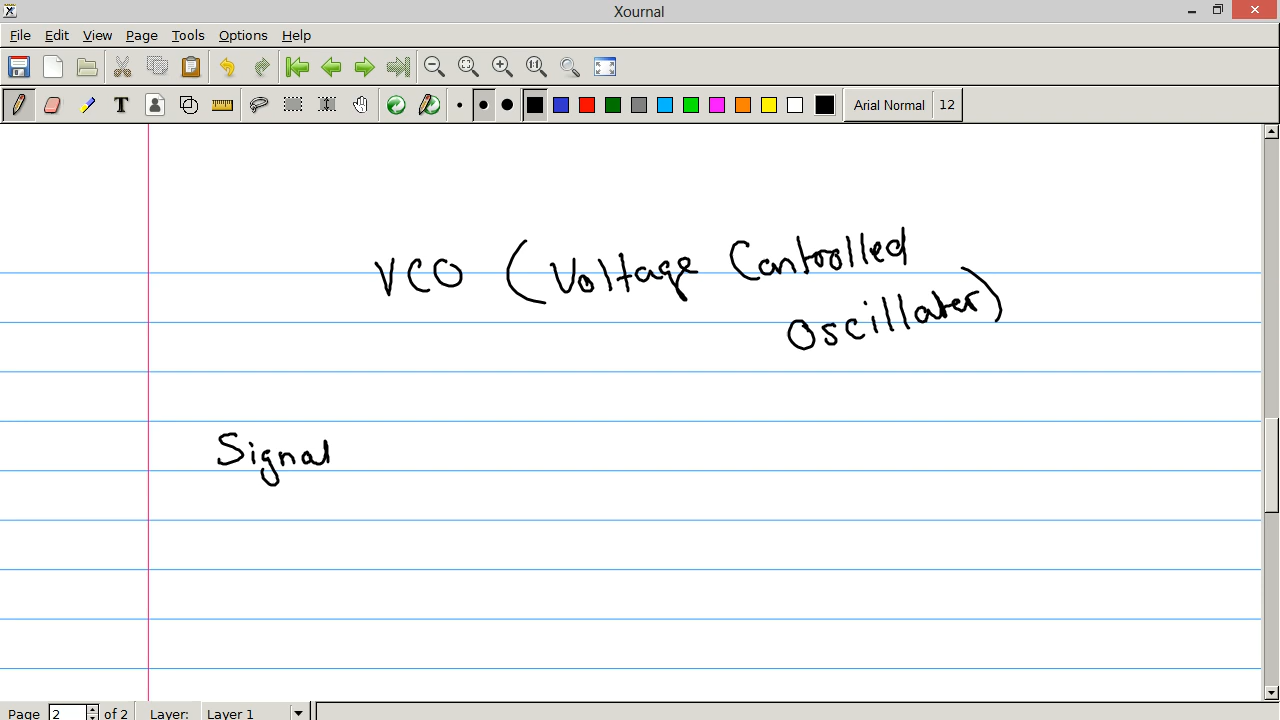 Xournal
File Edit View Page Tools Options Help
Arial Normal 12
VCO (Voltage Controlled
Oscillater)
Signal
Page 2 of 2 Layer: Layer 1